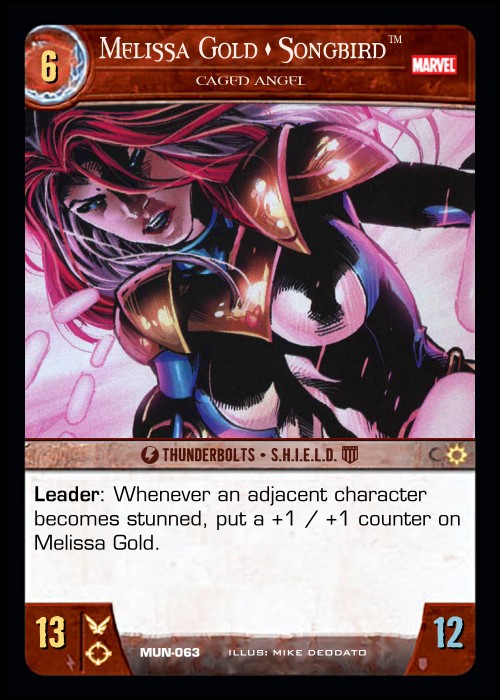 6
MELISSA GOLD ♦ SONGBIRD™
CAGED ANGEL
MARVEL
THUNDERBOLTS • S.H.I.E.L.D.
C
Leader: Whenever an adjacent character
becomes stunned, put a +1 / +1 counter on
Melissa Gold.
13
MUN-063 ILLUS: MIKE DEODATO
12